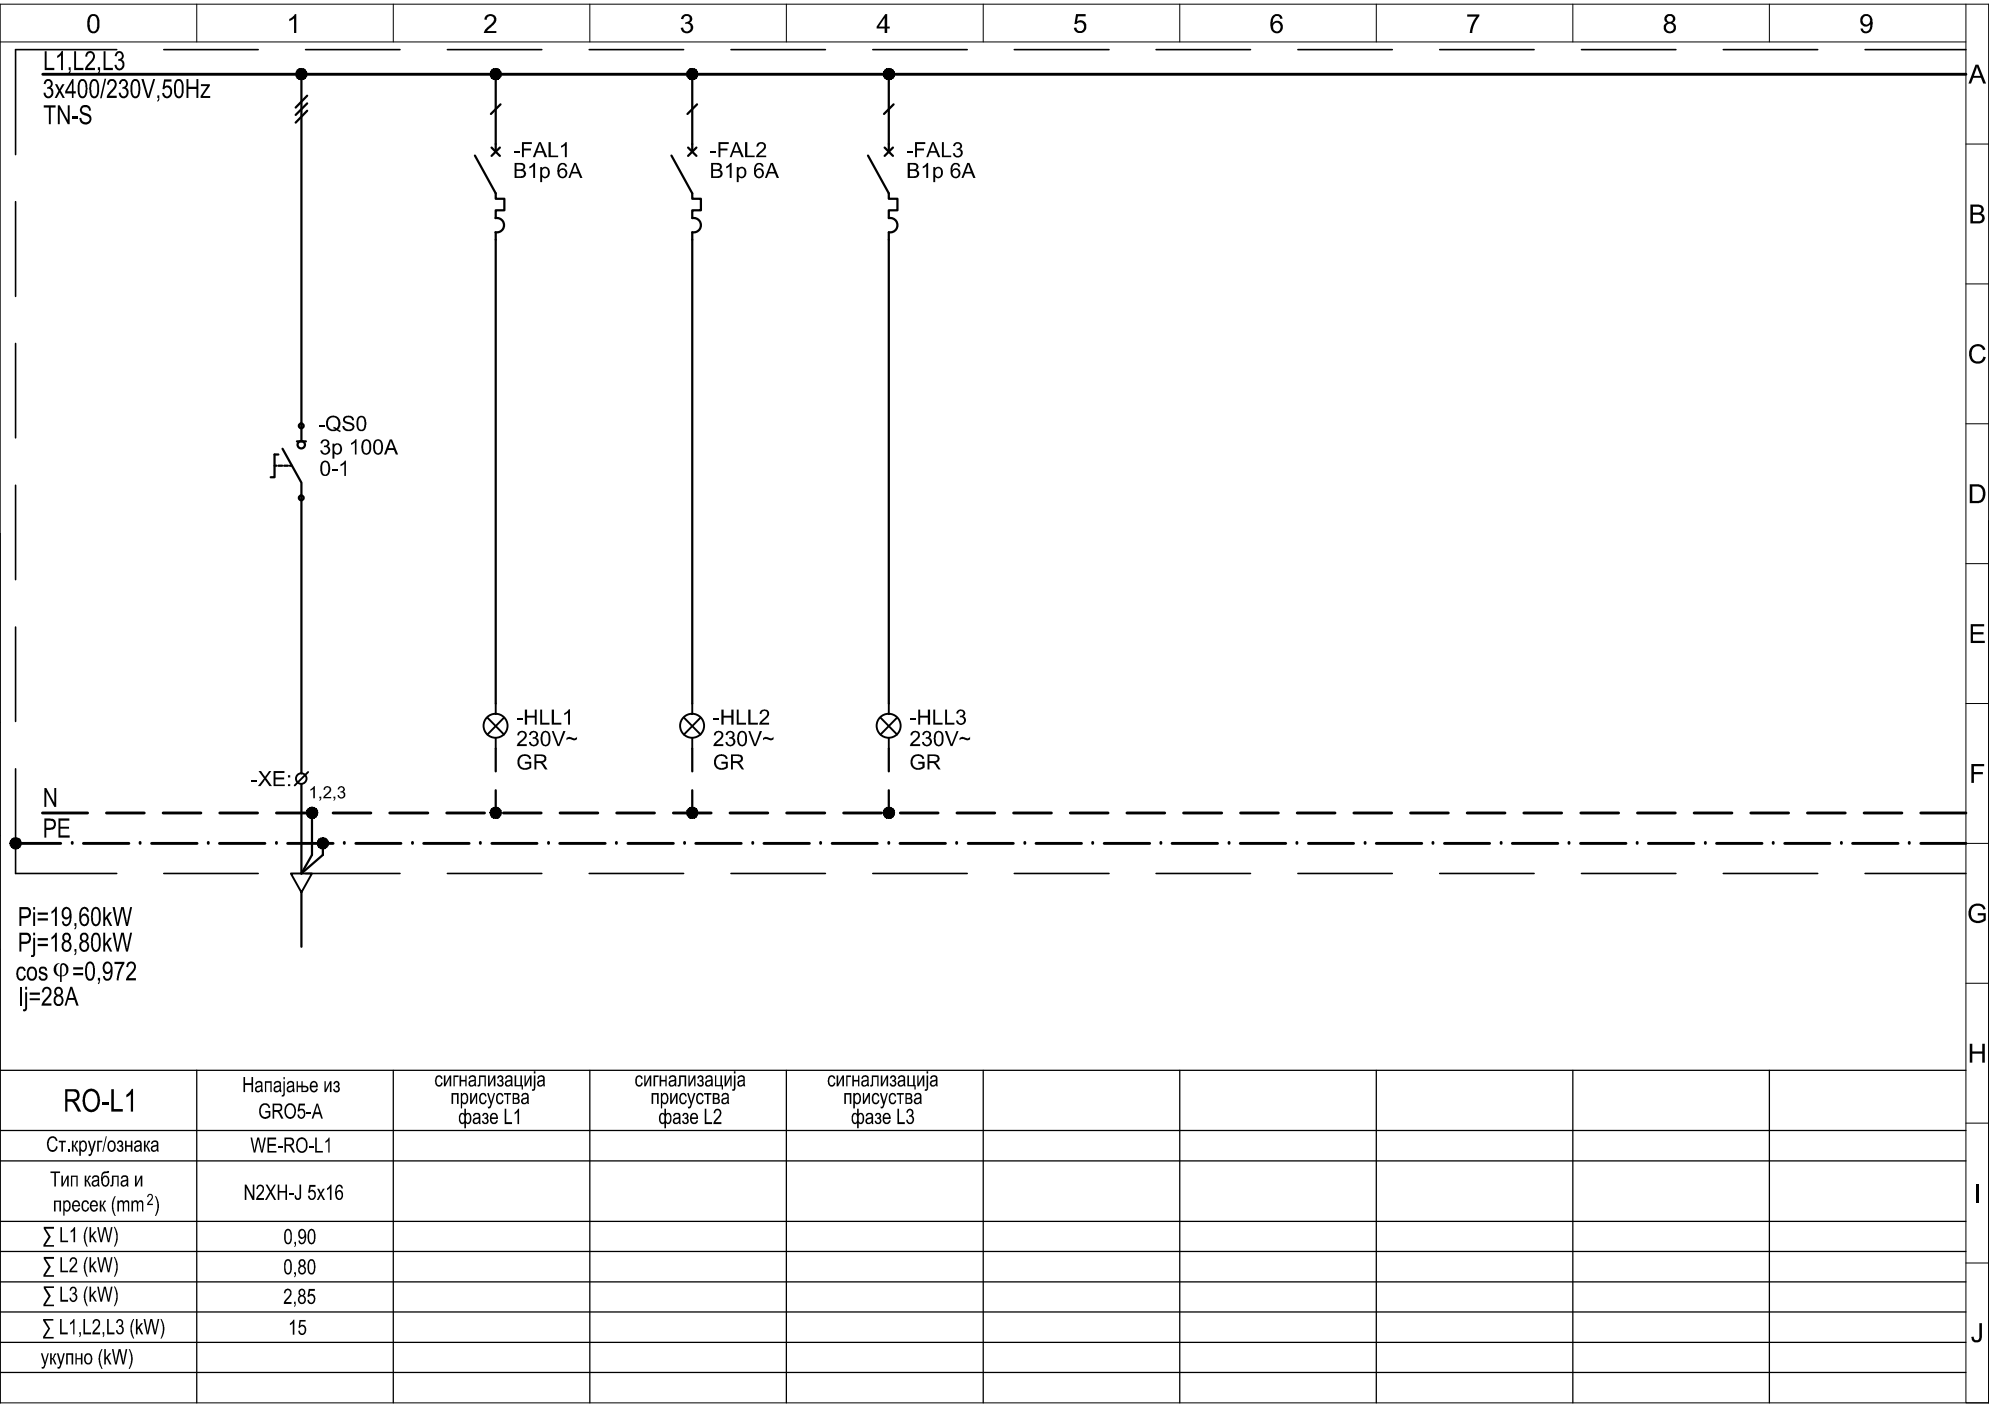 0 1 2 3 4 5 6 7 8 9
A
B
C
D
E
F
G
H
I
J
L1,L2,L3
3x400/230V,50Hz
TN-S
-FAL1
B1p 6A
-FAL2
B1p 6A
-FAL3
B1p 6A
-QS0
3p 100A
0-1
-HLL1
230V~
GR
-HLL2
230V~
GR
-HLL3
230V~
GR
-XE:
1,2,3
N
PE
Pi=19,60kW
Pj=18,80kW
cos φ=0,972
Ij=28A
RO-L1
Напајање из
GRO5-A
сигнализација
присуства
фазе L1
сигнализација
присуства
фазе L2
сигнализација
присуства
фазе L3
Ст.круг/ознака WE-RO-L1
Тип кабла и
пресек (mm²)
N2XH-J 5x16
∑ L1 (kW) 0,90
∑ L2 (kW) 0,80
∑ L3 (kW) 2,85
∑ L1,L2,L3 (kW) 15
укупно (kW)